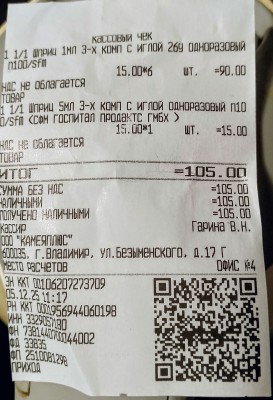 КАССОВЫЙ ЧЕК
1 1/1 ШПРИЦ 1МЛ 3-х КОМП С ИГЛОЙ 26g ОДНОРАЗОВЫЙ
n100/SfM
15.00*6 ШТ. =90.00
НДС не облагается
ТОВАР
1 1/1 ШПРИЦ 5МЛ 3-х КОМП С ИГЛОЙ ОДНОРАЗОВЫЙ n10
0/SfM <СФМ ГОСПИТАЛ ПРОДАКТС ГМБХ >
15.00*1 ШТ. =15.00
НДС не облагается
ТОВАР
ИТОГ =105.00
СУММА БЕЗ НДС =105.00
НАЛИЧНЫМИ =105.00
ПОЛУЧЕНО НАЛИЧНЫМИ =105.00
КАССИР Гарина В.Н.
ООО "КАМЕЯПЛЮС"
600035, г.Владимир, ул.Безыменского, д.17 Г
МЕСТО РАСЧЕТОВ ОФИС №4
ЗН ККТ 00106207273709
05.12.25 11:17
РН ККТ
ИНН
ФН
ФД 33835
ФП 2510081298
ПРИХОД